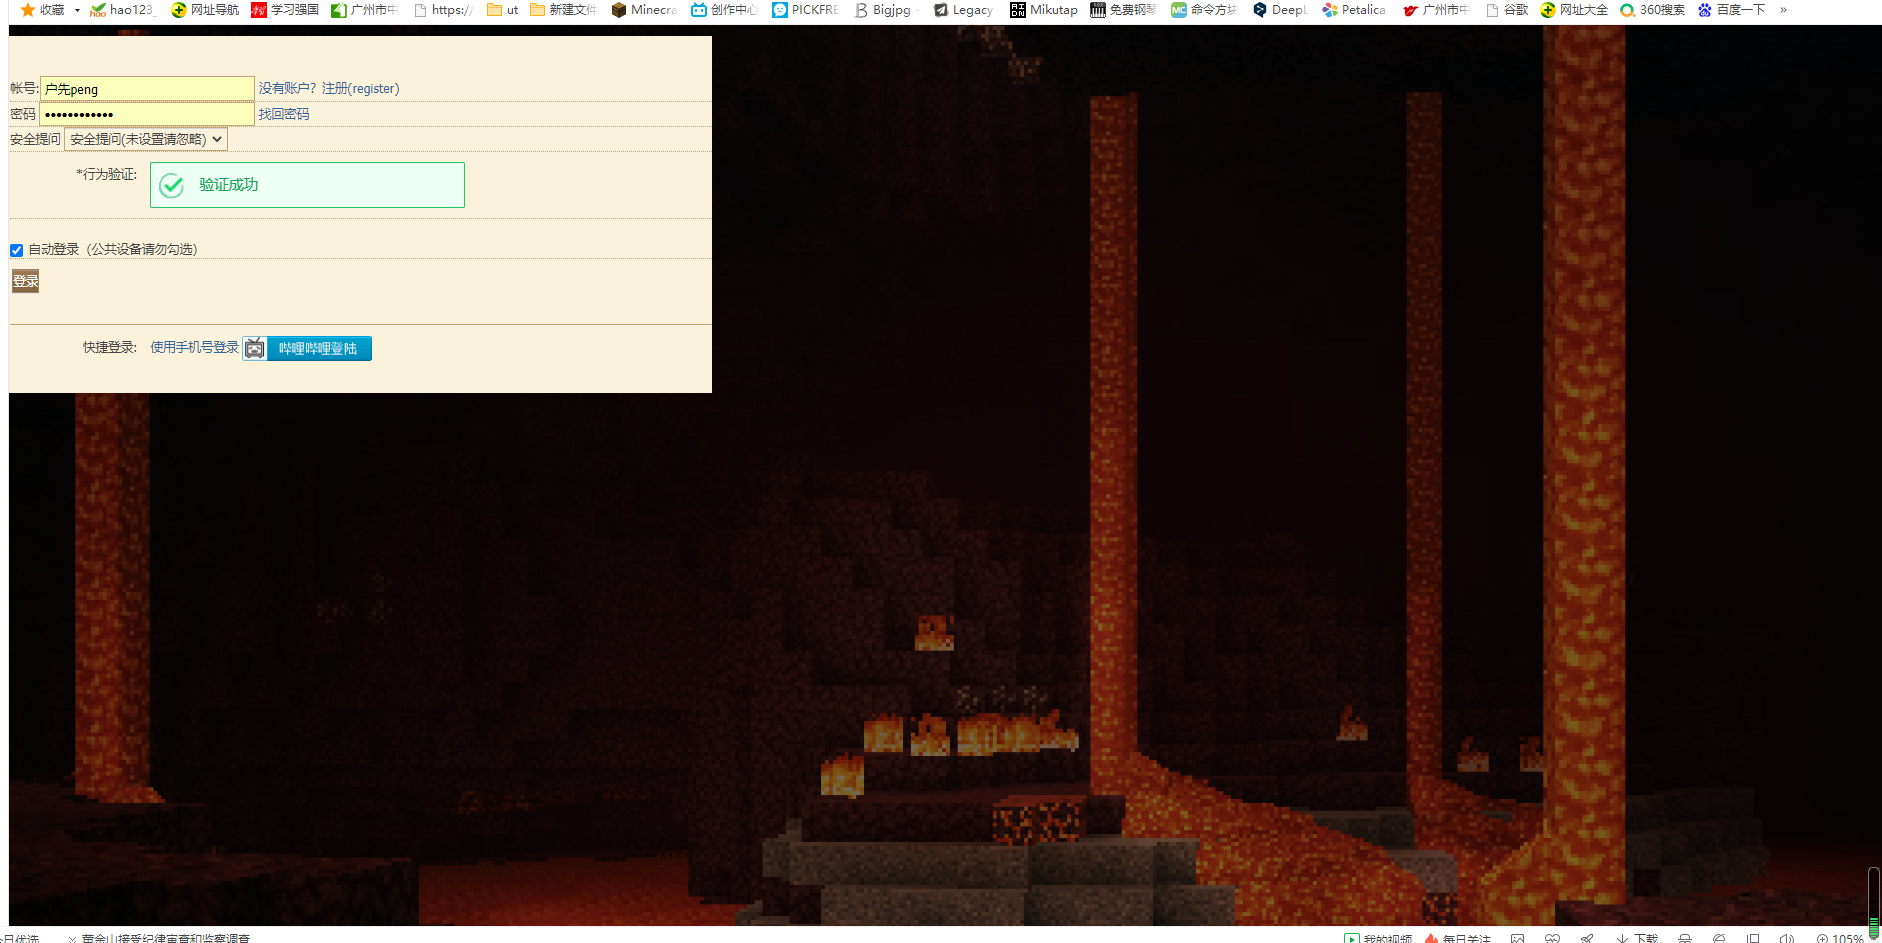 收藏 hao123_ 网址导航 学习强国 广州市中 https:// ut 新建文件 Minecra 创作中心 PICKFRE Bigjpg - Legacy Mikutap 免费钢琴 命令方块 DeepL Petalica 广州市中 谷歌 网址大全 360搜索 百度一下 »
帐号: 户先peng 没有账户? 注册(register)
密码 •••••••••••• 找回密码
安全提问 安全提问(未设置请忽略)
*行为验证: 验证成功
自动登录（公共设备请勿勾选）
登录
快捷登录: 使用手机号登录 哔哩哔哩登陆
今日优选 黄金山接受纪律审查和监察调查 我的视频 每日关注 下载 105%